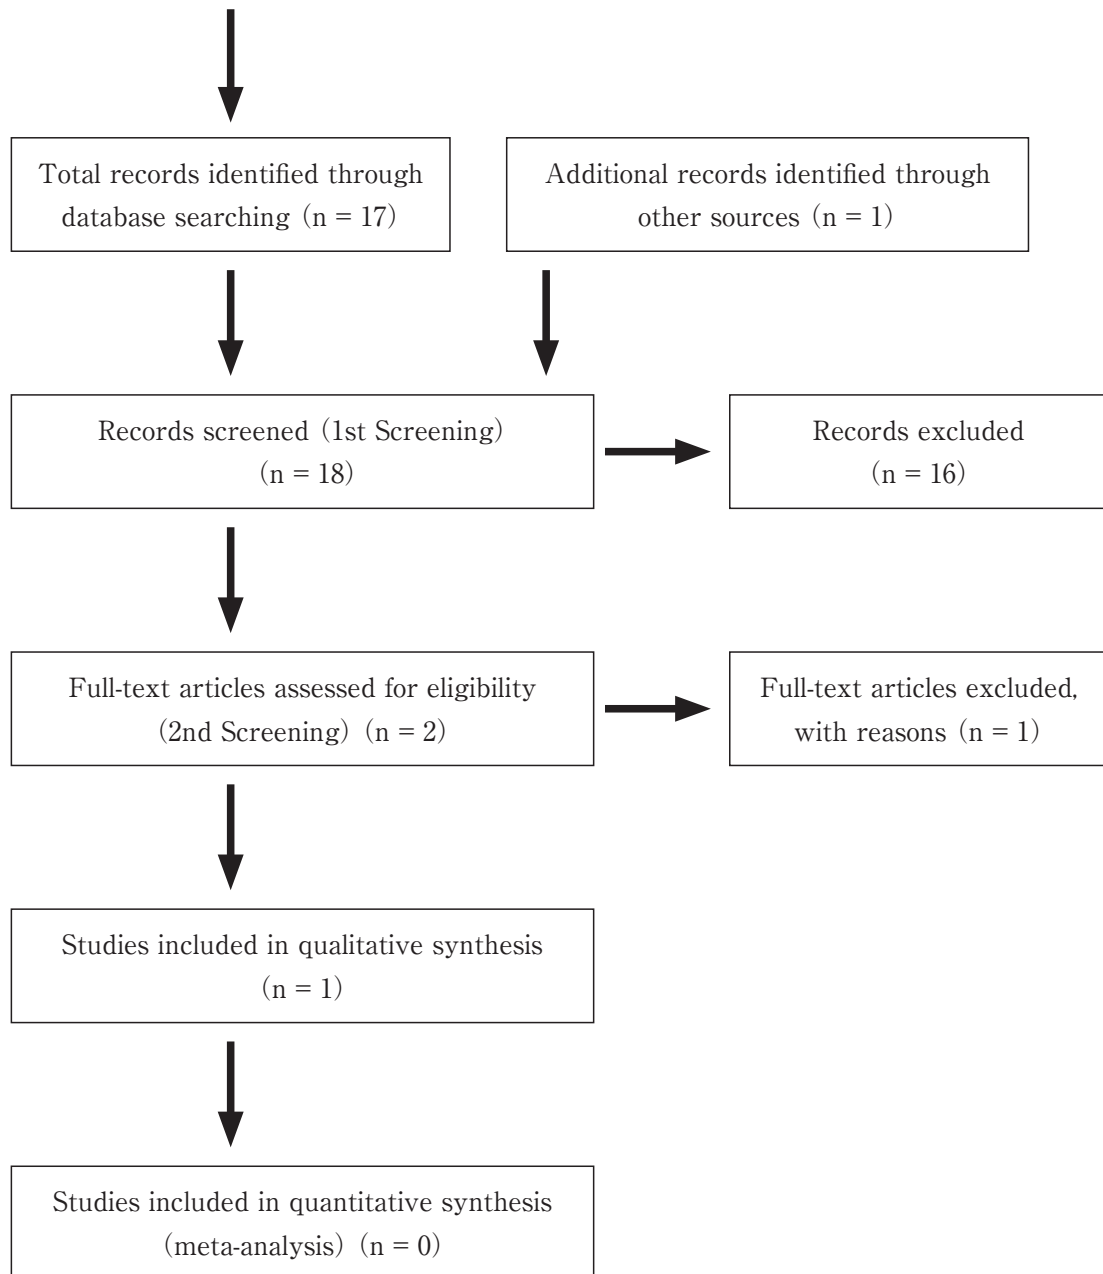 Total records identified through
database searching (n = 17)
Additional records identified through
other sources (n = 1)
Records screened (1st Screening)
(n = 18)
Records excluded
(n = 16)
Full-text articles assessed for eligibility
(2nd Screening) (n = 2)
Full-text articles excluded,
with reasons (n = 1)
Studies included in qualitative synthesis
(n = 1)
Studies included in quantitative synthesis
(meta-analysis) (n = 0)